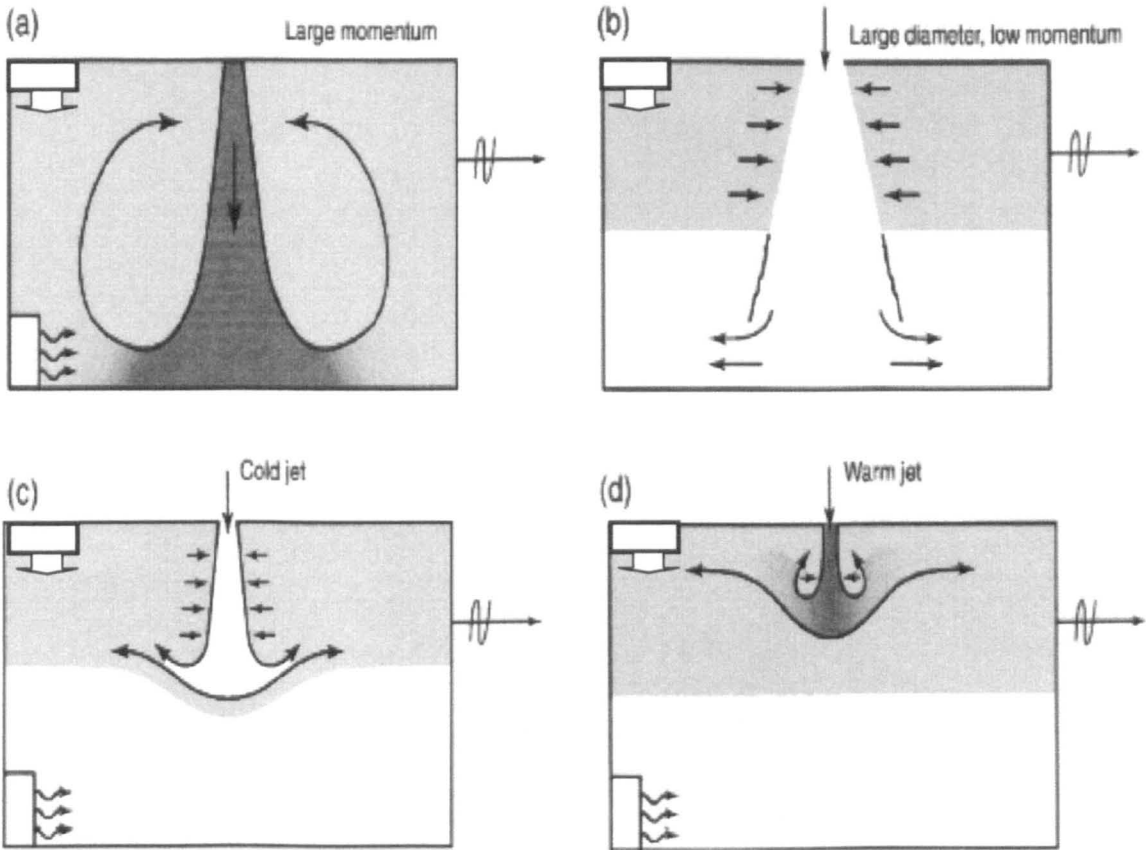 (a)
Large momentum
(b)
Large diameter, low momentum
(c)
Cold jet
(d)
Warm jet